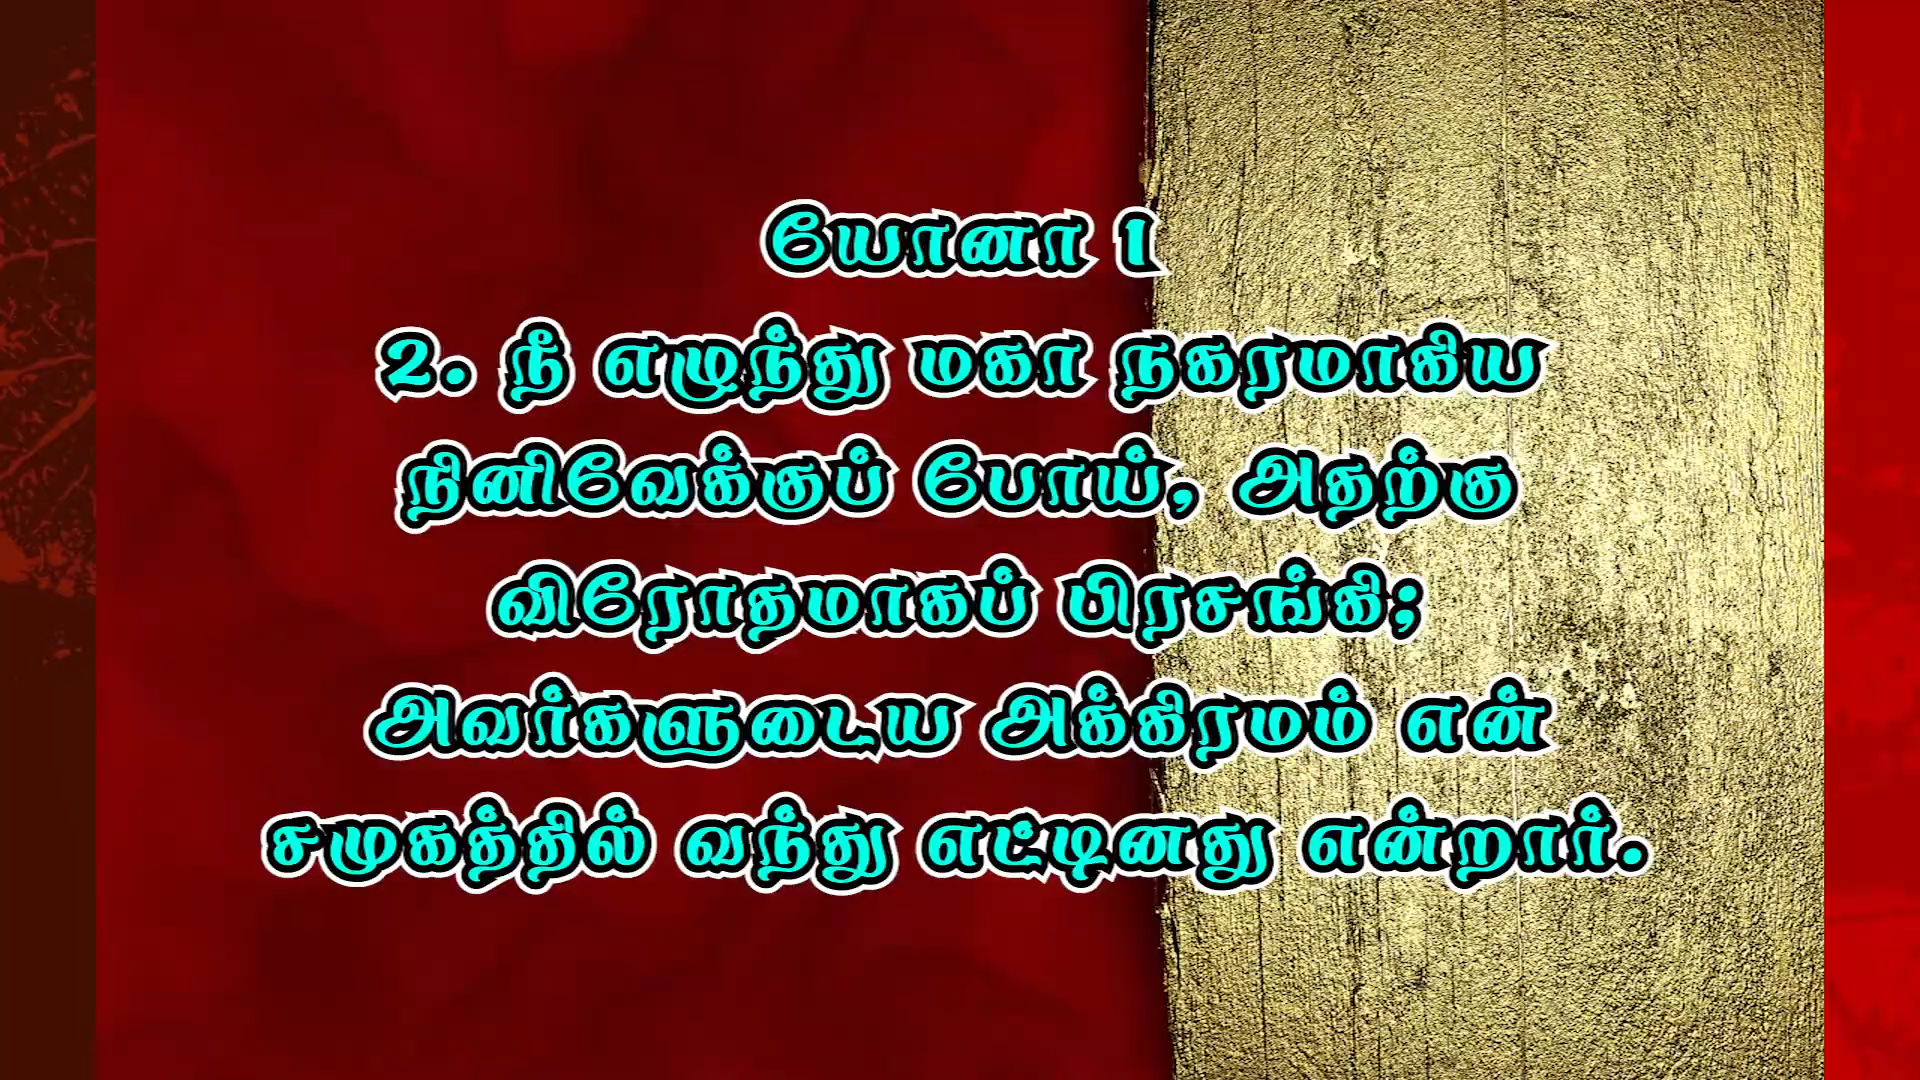 யோனா 1
2. நீ எழுந்து மகா நகரமாகிய
நினிவேக்குப் போய், அதற்கு
விரோதமாகப் பிரசங்கி;
அவர்களுடைய அக்கிரமம் என்
சமுகத்தில் வந்து எட்டினது என்றார்.